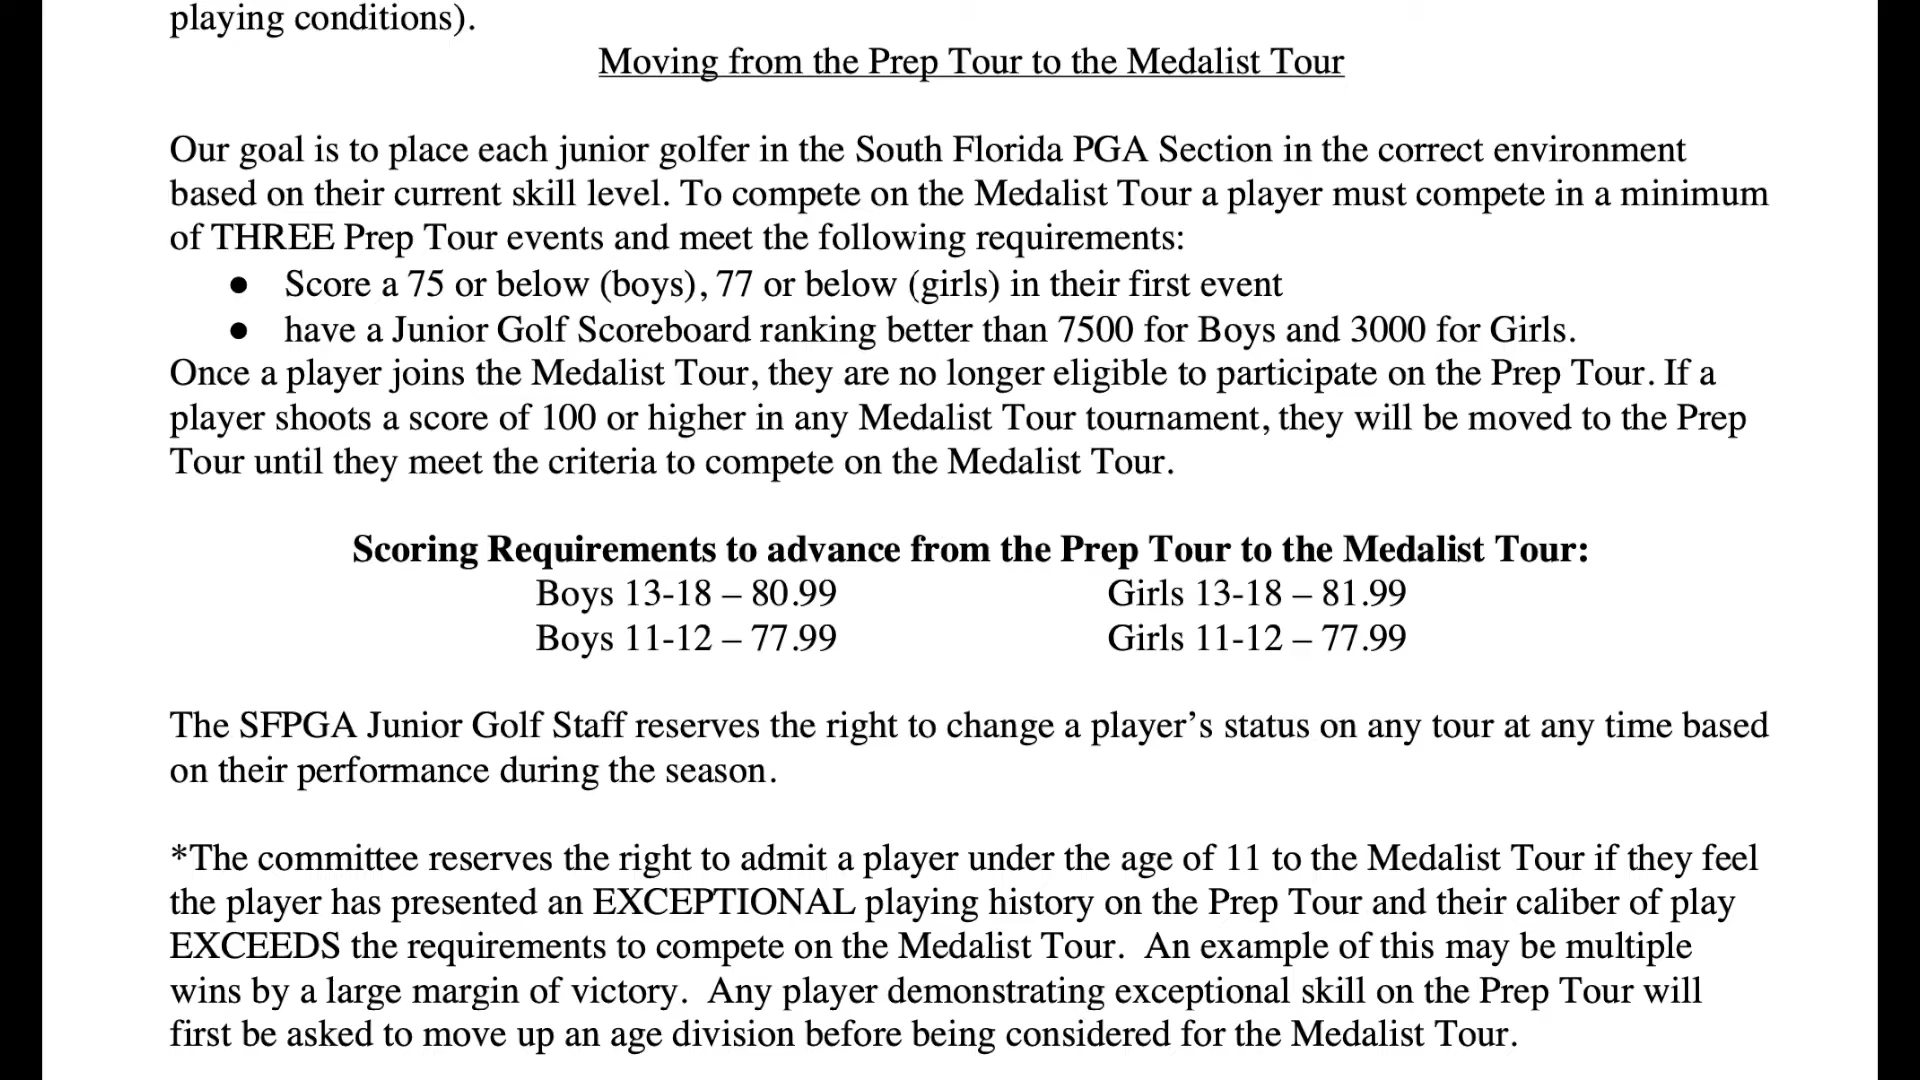 playing conditions).
Moving from the Prep Tour to the Medalist Tour
Our goal is to place each junior golfer in the South Florida PGA Section in the correct environment
based on their current skill level. To compete on the Medalist Tour a player must compete in a minimum
of THREE Prep Tour events and meet the following requirements:
● Score a 75 or below (boys), 77 or below (girls) in their first event
● have a Junior Golf Scoreboard ranking better than 7500 for Boys and 3000 for Girls.
Once a player joins the Medalist Tour, they are no longer eligible to participate on the Prep Tour. If a
player shoots a score of 100 or higher in any Medalist Tour tournament, they will be moved to the Prep
Tour until they meet the criteria to compete on the Medalist Tour.
Scoring Requirements to advance from the Prep Tour to the Medalist Tour:
Boys 13-18 – 80.99 Girls 13-18 – 81.99
Boys 11-12 – 77.99 Girls 11-12 – 77.99
The SFPGA Junior Golf Staff reserves the right to change a player’s status on any tour at any time based
on their performance during the season.
*The committee reserves the right to admit a player under the age of 11 to the Medalist Tour if they feel
the player has presented an EXCEPTIONAL playing history on the Prep Tour and their caliber of play
EXCEEDS the requirements to compete on the Medalist Tour.  An example of this may be multiple
wins by a large margin of victory.  Any player demonstrating exceptional skill on the Prep Tour will
first be asked to move up an age division before being considered for the Medalist Tour.